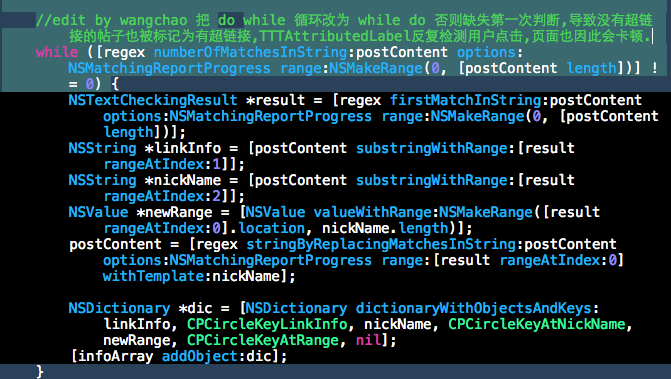 //edit by wangchao 把 do while 循环改为 while do 否则缺失第一次判断,导致没有超链
接的帖子也被标记为有超链接,TTTAttributedLabel反复检测用户点击,页面也因此会卡顿.
while ([regex numberOfMatchesInString:postContent options:
NSMatchingReportProgress range:NSMakeRange(0, [postContent length])] !
= 0) {
NSTextCheckingResult *result = [regex firstMatchInString:postContent
options:NSMatchingReportProgress range:NSMakeRange(0, [postContent
length])];
NSString *linkInfo = [postContent substringWithRange:[result
rangeAtIndex:1]];
NSString *nickName = [postContent substringWithRange:[result
rangeAtIndex:2]];
NSValue *newRange = [NSValue valueWithRange:NSMakeRange([result
rangeAtIndex:0].location, nickName.length)];
postContent = [regex stringByReplacingMatchesInString:postContent
options:NSMatchingReportProgress range:[result rangeAtIndex:0]
withTemplate:nickName];
NSDictionary *dic = [NSDictionary dictionaryWithObjectsAndKeys:
linkInfo, CPCircleKeyLinkInfo, nickName, CPCircleKeyAtNickName,
newRange, CPCircleKeyAtRange, nil];
[infoArray addObject:dic];
}